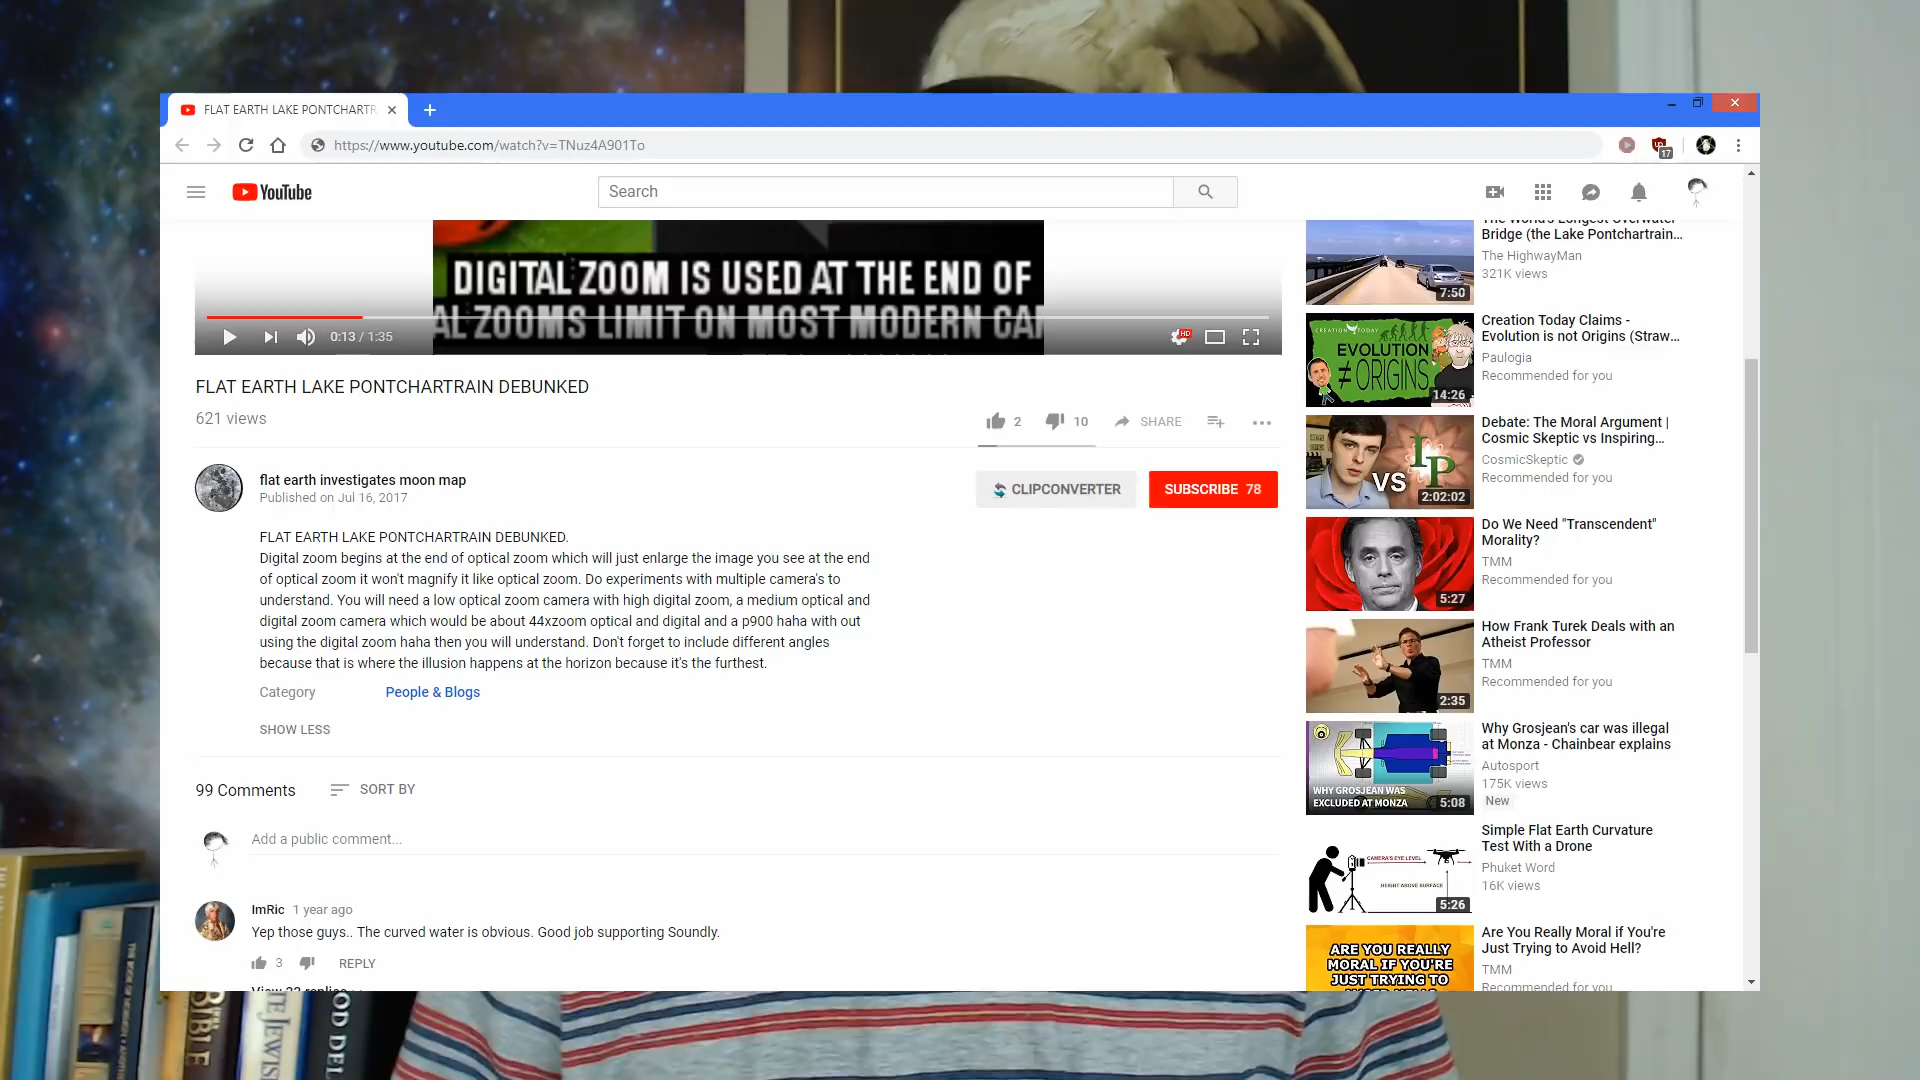 FLAT EARTH LAKE PONTCHARTR
https://www.youtube.com/watch?v=TNuz4A901To
17
YouTube
Search
DIGITAL ZOOM IS USED AT THE END OF
AL ZOOMS LIMIT ON MOST MODERN CA
0:13 / 1:35
HD
FLAT EARTH LAKE PONTCHARTRAIN DEBUNKED
621 views
2
10
SHARE
flat earth investigates moon map
Published on Jul 16, 2017
CLIPCONVERTER
SUBSCRIBE 78
FLAT EARTH LAKE PONTCHARTRAIN DEBUNKED.
Digital zoom begins at the end of optical zoom which will just enlarge the image you see at the end
of optical zoom it won't magnify it like optical zoom. Do experiments with multiple camera's to
understand. You will need a low optical zoom camera with high digital zoom, a medium optical and
digital zoom camera which would be about 44xzoom optical and digital and a p900 haha with out
using the digital zoom haha then you will understand. Don't forget to include different angles
because that is where the illusion happens at the horizon because it's the furthest.
Category
People & Blogs
SHOW LESS
99 Comments
SORT BY
Add a public comment...
ImRic 1 year ago
Yep those guys.. The curved water is obvious. Good job supporting Soundly.
3
REPLY
View 22 replies
The World's Longest Overwater
Bridge (the Lake Pontchartrain...
The HighwayMan
321K views
7:50
Creation Today Claims -
Evolution is not Origins (Straw...
Paulogia
Recommended for you
CREATION TODAY
EVOLUTION
≠ ORIGINS
14:26
Debate: The Moral Argument |
Cosmic Skeptic vs Inspiring...
CosmicSkeptic
Recommended for you
VS
IP
2:02:02
Do We Need "Transcendent"
Morality?
TMM
Recommended for you
5:27
How Frank Turek Deals with an
Atheist Professor
TMM
Recommended for you
2:35
Why Grosjean's car was illegal
at Monza - Chainbear explains
Autosport
175K views
New
WHY GROSJEAN WAS
EXCLUDED AT MONZA
5:08
Simple Flat Earth Curvature
Test With a Drone
Phuket Word
16K views
CAMERA'S EYE LEVEL
HEIGHT ABOVE SURFACE
5:26
Are You Really Moral if You're
Just Trying to Avoid Hell?
TMM
Recommended for you
ARE YOU REALLY
MORAL IF YOU'RE
JUST TRYING TO
BIBLE
JEWIS
OD DEL